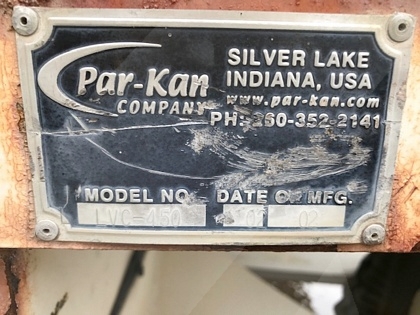 Par-Kan
COMPANY
SILVER LAKE
INDIANA, USA
www.par-kan.com
PH: 260-352-2141
MODEL NO. DATE OF MFG.
LVC-450 02